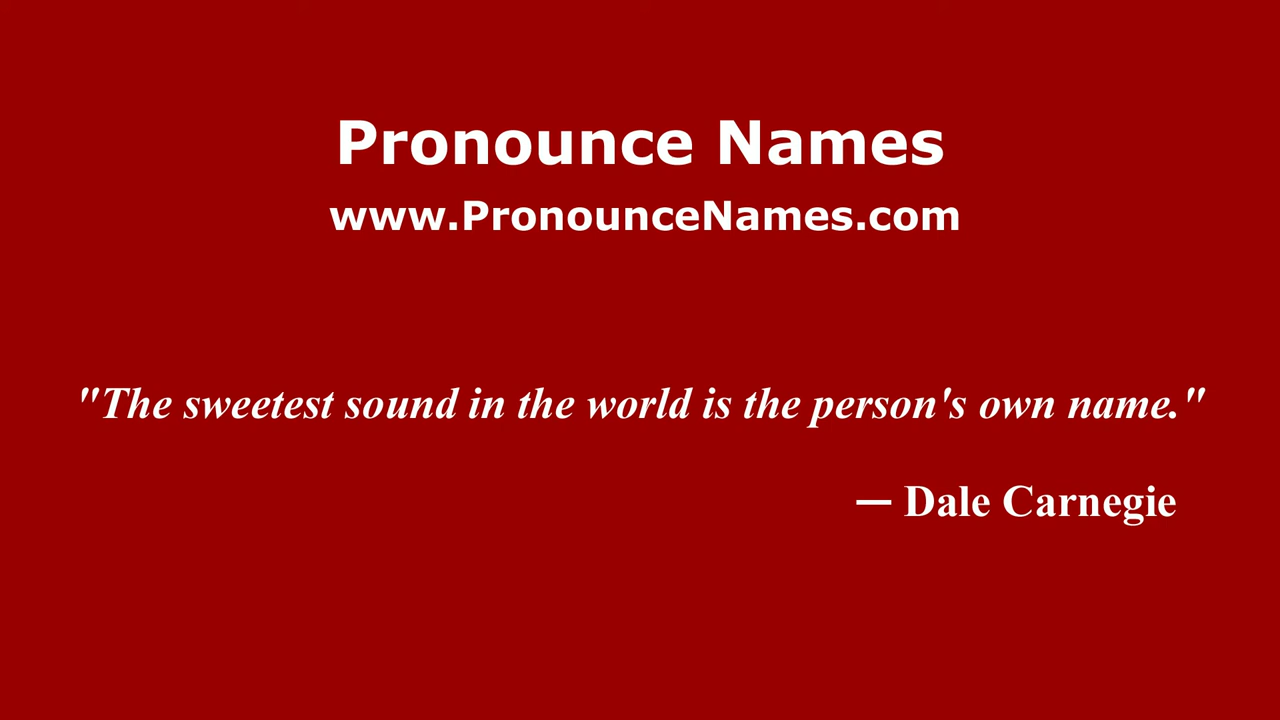 Pronounce Names
www.PronounceNames.com
"The sweetest sound in the world is the person's own name."
— Dale Carnegie